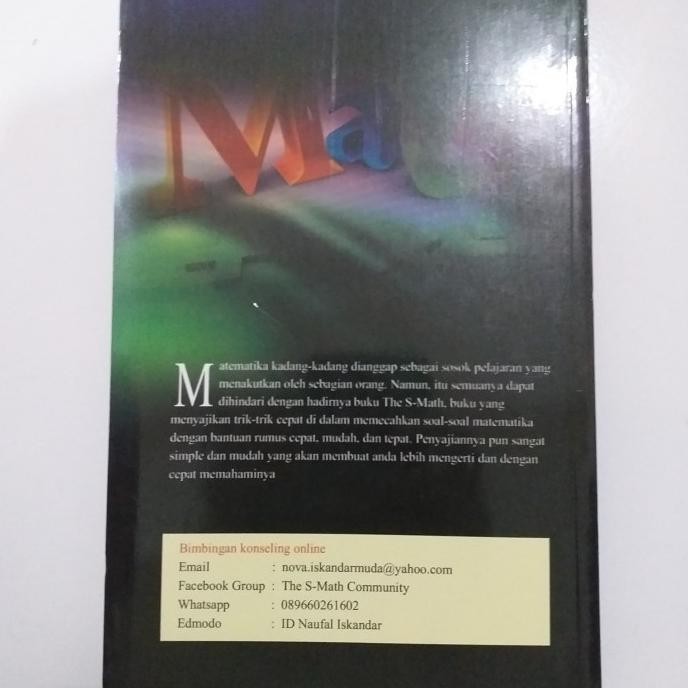 Mat
Matematika kadang-kadang dianggap sebagai sosok pelajaran yang
menakutkan oleh sebagian orang. Namun, itu semuanya dapat
dihindari dengan hadirnya buku The S-Math, buku yang
menyajikan trik-trik cepat di dalam memecahkan soal-soal matematika
dengan bantuan rumus cepat, mudah, dan tepat. Penyajiannya pun sangat
simple dan mudah yang akan membuat anda lebih mengerti dan dengan
cepat memahaminya
Bimbingan konseling online
Email : nova.iskandarmuda@yahoo.com
Facebook Group : The S-Math Community
Whatsapp : 089660261602
Edmodo : ID Naufal Iskandar